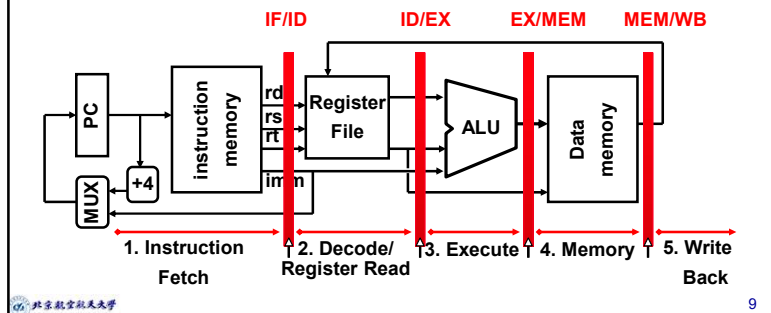 IF/ID
ID/EX
EX/MEM
MEM/WB
PC
+4
MUX
instruction
memory
rd
rs
rt
imm
Register
File
ALU
Data
memory
1. Instruction
Fetch
2. Decode/
Register Read
3. Execute
4. Memory
5. Write
Back
北京航空航天大学
9